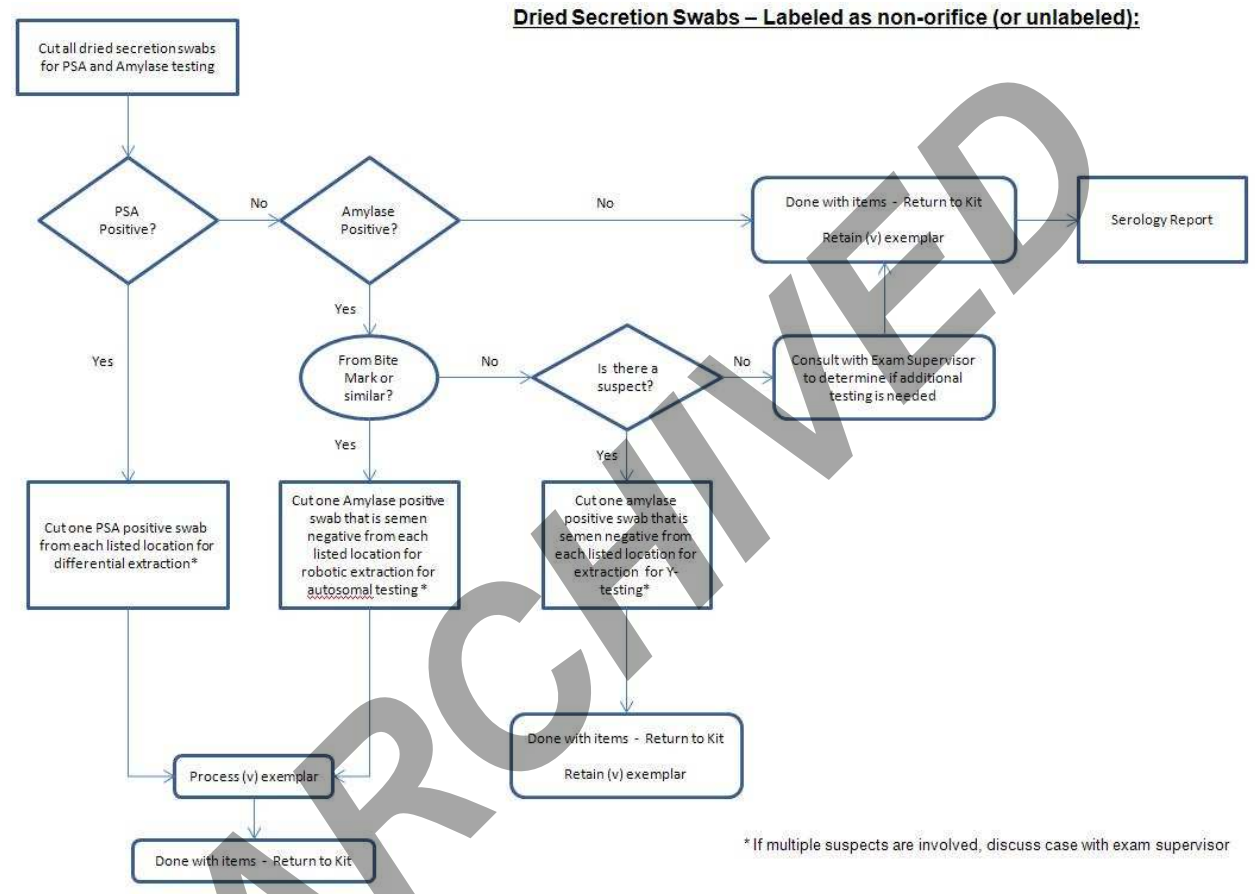 Dried Secretion Swabs – Labeled as non-orifice (or unlabeled):
Cut all dried secretion swabs
for PSA and Amylase testing
PSA
Positive?
No
Amylase
Positive?
No
Done with items - Return to Kit
Retain (v) exemplar
Serology Report
Yes
Yes
From Bite
Mark or
similar?
No
Is there a
suspect?
No
Consult with Exam Supervisor
to determine if additional
testing is needed
Yes
Yes
Cut one PSA positive swab
from each listed location for
differential extraction*
Cut one Amylase positive
swab that is semen
negative from each
listed location for
robotic extraction for
autosomal testing *
Cut one amylase
positive swab that is
semen negative from
each listed location for
extraction for Y-
testing*
Done with items - Return to Kit
Retain (v) exemplar
Process (v) exemplar
Done with items - Return to Kit
* If multiple suspects are involved, discuss case with exam supervisor
ARCHIVED